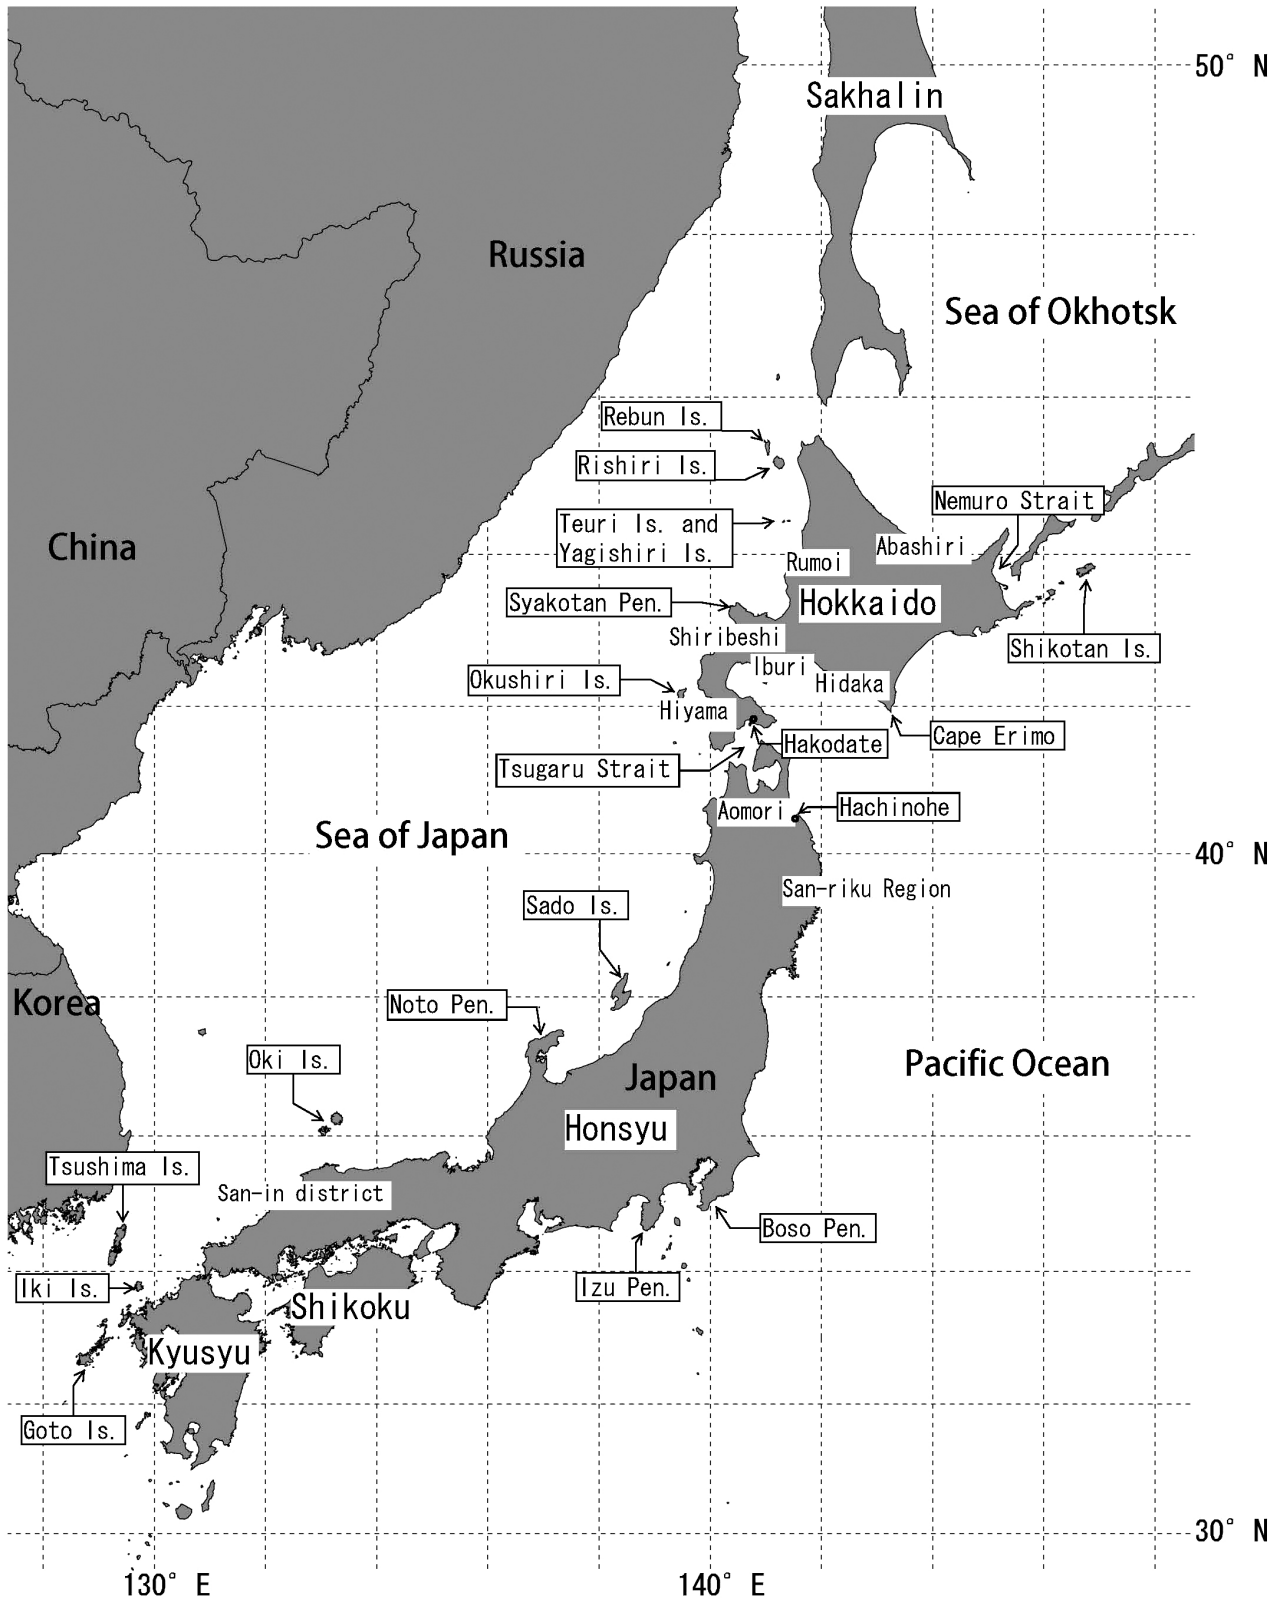 50° N
Sakhalin
Russia
Sea of Okhotsk
Rebun Is.
Rishiri Is.
Nemuro Strait
Teuri Is. and
Yagishiri Is.
China
Abashiri
Rumoi
Hokkaido
Syakotan Pen.
Shiribeshi
Shikotan Is.
Iburi
Okushiri Is.
Hidaka
Hiyama
Cape Erimo
Hakodate
Tsugaru Strait
Aomori
Hachinohe
Sea of Japan
40° N
San-riku Region
Sado Is.
Korea
Noto Pen.
Oki Is.
Pacific Ocean
Japan
Honsyu
Tsushima Is.
San-in district
Boso Pen.
Iki Is.
Izu Pen.
Shikoku
Kyusyu
Goto Is.
30° N
130° E
140° E